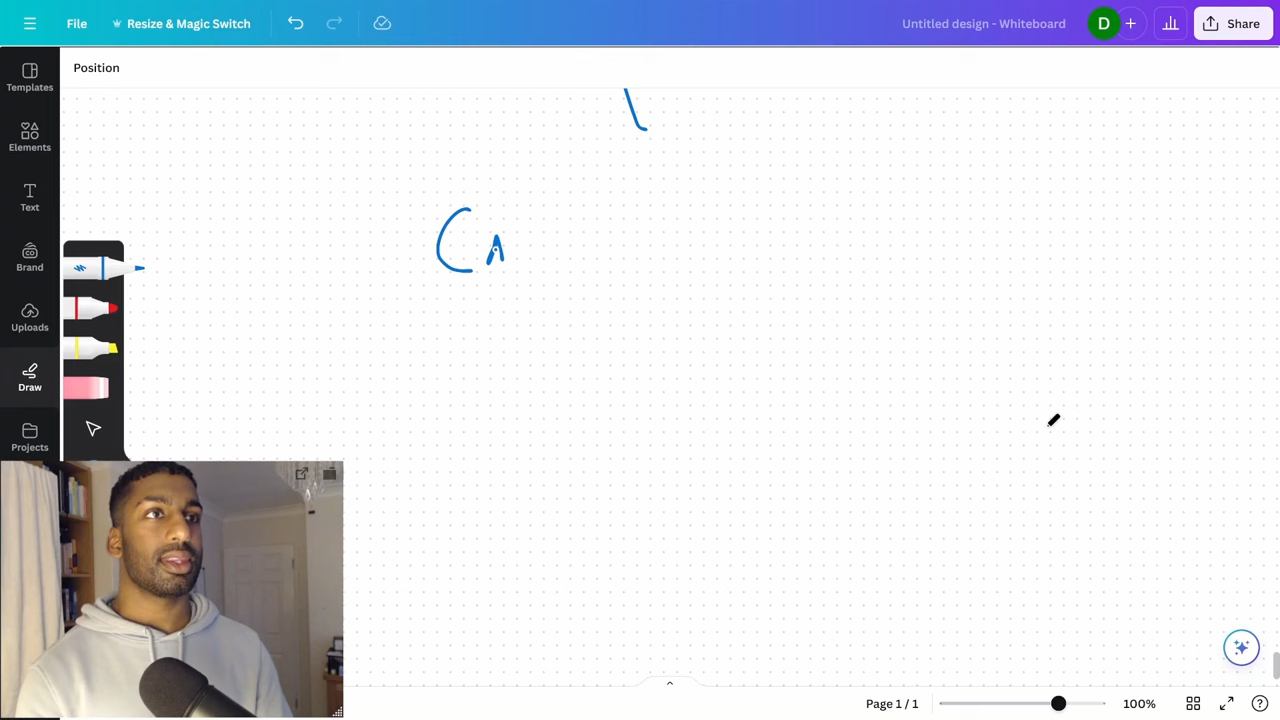 File
Resize & Magic Switch
Untitled design - Whiteboard
D
Share
Position
Templates
Elements
Text
Brand
Uploads
Draw
Projects
CA
Page 1 / 1
100%